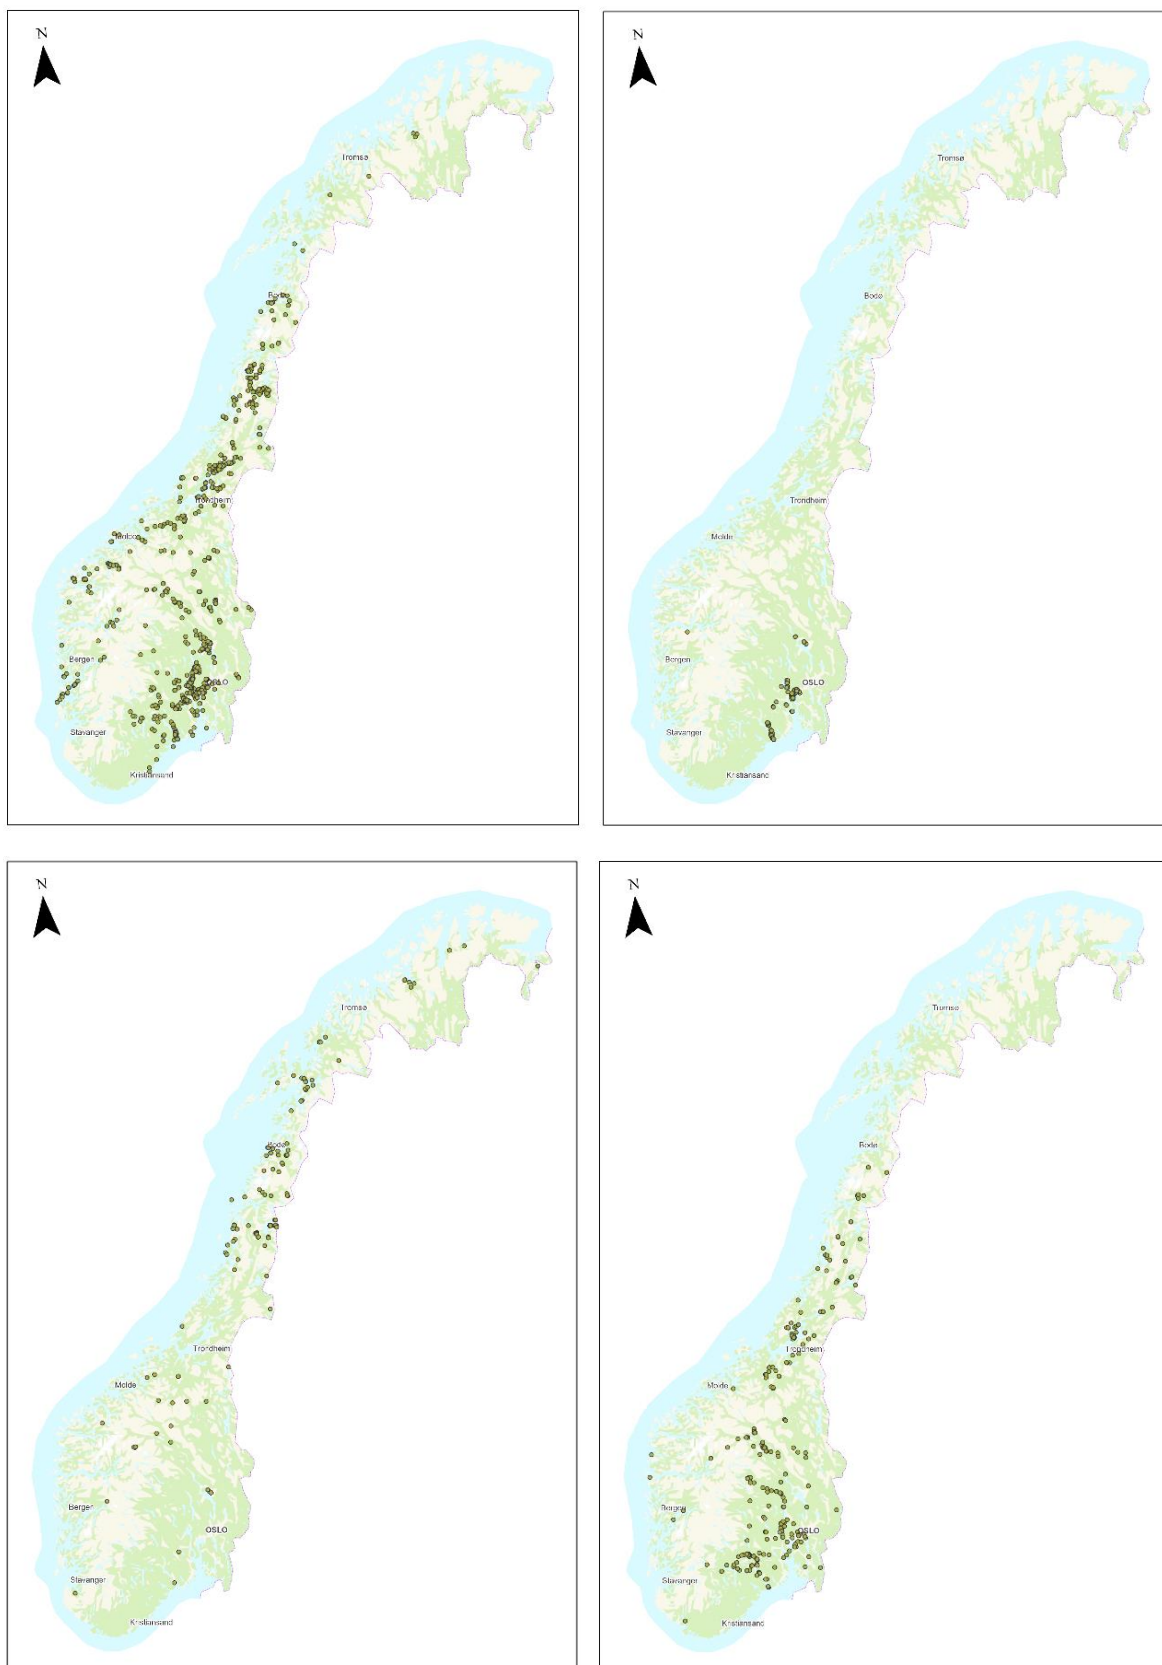 N
Tromsø
Bodø
Trondheim
Molde
Bergen
OSLO
Stavanger
Kristiansand
N
Tromsø
Bodø
Trondheim
Molde
Bergen
OSLO
Stavanger
Kristiansand
N
Tromsø
Bodø
Trondheim
Molde
Bergen
OSLO
Stavanger
Kristiansand
N
Tromsø
Bodø
Trondheim
Molde
Bergen
OSLO
Stavanger
Kristiansand